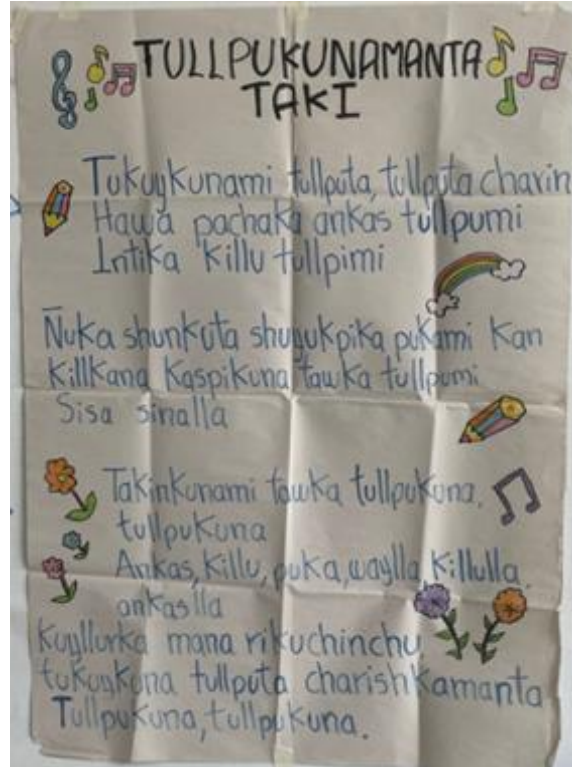 TULLPUKUNAMANTA
TAKI
Tukuykunami tullputa, tullputa charin
Hawa pachaka ankas tullpumi
Intika killu tullpimi
Ñuka shunkuta shuyukpika pukami kan
Killkana kaspikuna tawka tullpumi
Sisa sinalla
Takinkunami tawka tullpukuna,
tullpukuna
Ankas, killu, puka, waylla killulla,
ankaslla
Kuyllurka mana rikuchinchu
tukuykuna tullputa charishkamanta
Tullpukuna, tullpukuna.